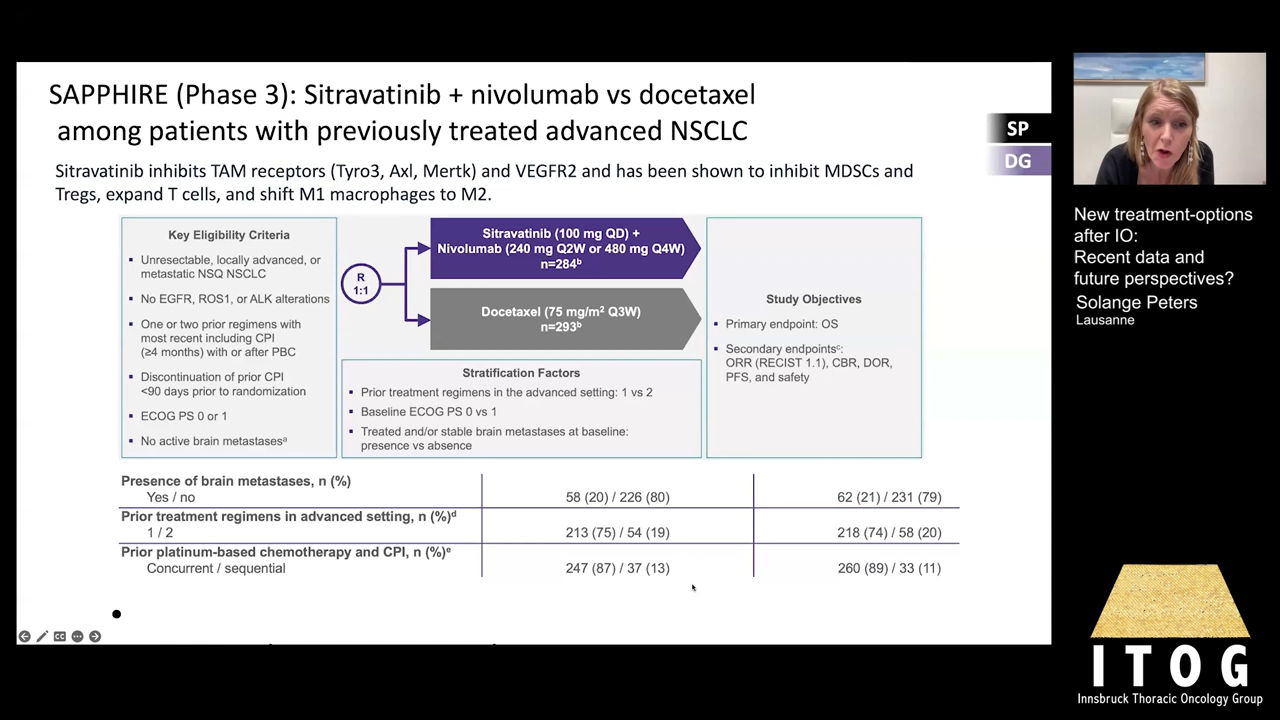 SAPPHIRE (Phase 3): Sitravatinib + nivolumab vs docetaxel
among patients with previously treated advanced NSCLC
SP
DG
Sitravatinib inhibits TAM receptors (Tyro3, Axl, Mertk) and VEGFR2 and has been shown to inhibit MDSCs and
Tregs, expand T cells, and shift M1 macrophages to M2.
Key Eligibility Criteria
▪ Unresectable, locally advanced, or
metastatic NSQ NSCLC
▪ No EGFR, ROS1, or ALK alterations
▪ One or two prior regimens with
most recent including CPI
(≥4 months) with or after PBC
▪ Discontinuation of prior CPI
<90 days prior to randomization
▪ ECOG PS 0 or 1
▪ No active brain metastasesᵃ
R
1:1
Sitravatinib (100 mg QD) +
Nivolumab (240 mg Q2W or 480 mg Q4W)
n=284ᵇ
Docetaxel (75 mg/m² Q3W)
n=293ᵇ
Stratification Factors
▪ Prior treatment regimens in the advanced setting: 1 vs 2
▪ Baseline ECOG PS 0 vs 1
▪ Treated and/or stable brain metastases at baseline:
presence vs absence
Study Objectives
▪ Primary endpoint: OS
▪ Secondary endpointsᶜ:
ORR (RECIST 1.1), CBR, DOR,
PFS, and safety
Presence of brain metastases, n (%)
Yes / no 58 (20) / 226 (80) 62 (21) / 231 (79)
Prior treatment regimens in advanced setting, n (%)ᵈ
1 / 2 213 (75) / 54 (19) 218 (74) / 58 (20)
Prior platinum-based chemotherapy and CPI, n (%)ᵉ
Concurrent / sequential 247 (87) / 37 (13) 260 (89) / 33 (11)
•
CC
New treatment-options
after IO:
Recent data and
future perspectives?
Solange Peters
Lausanne
ITOG
Innsbruck Thoracic Oncology Group